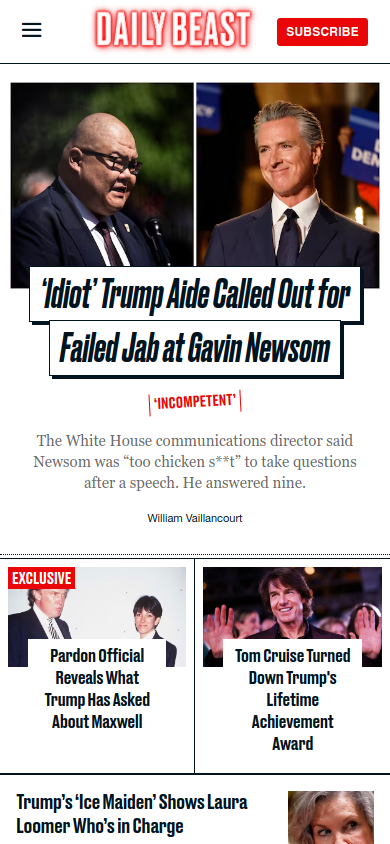 DAILY BEAST
SUBSCRIBE
DEN
‘Idiot’ Trump Aide Called Out for
Failed Jab at Gavin Newsom
‘INCOMPETENT’
The White House communications director said
Newsom was “too chicken s**t” to take questions
after a speech. He answered nine.
William Vaillancourt
EXCLUSIVE
Pardon Official
Reveals What
Trump Has Asked
About Maxwell
Tom Cruise Turned
Down Trump's
Lifetime
Achievement
Award
Trump’s ‘Ice Maiden’ Shows Laura
Loomer Who’s in Charge